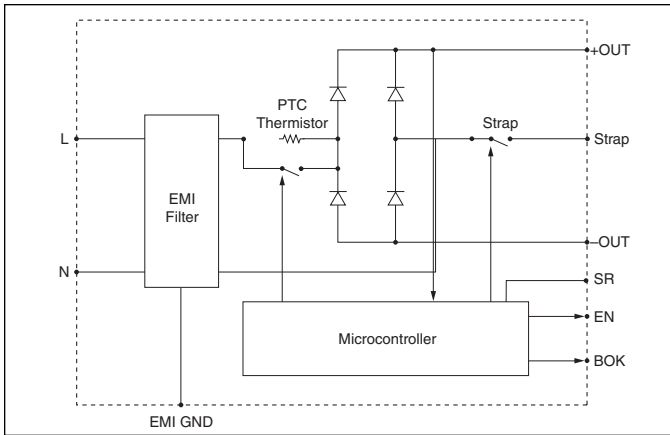 +OUT
PTC
Thermistor
Strap
L
Strap
EMI
Filter
–OUT
N
SR
EN
Microcontroller
BOK
EMI GND